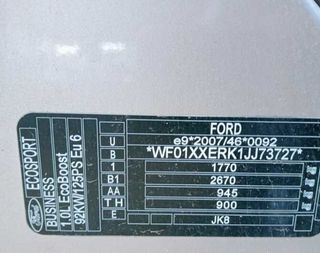 FORD
e9*2007/46*0092
*WF01XXERK1JJ73727*
1770
2670
945
900
JK8
U
B
1
B1
AA
T H
E
ECOSPORT
BUSINESS
1.0L EcoBoost
92KW/125PS Eu 6
Ford